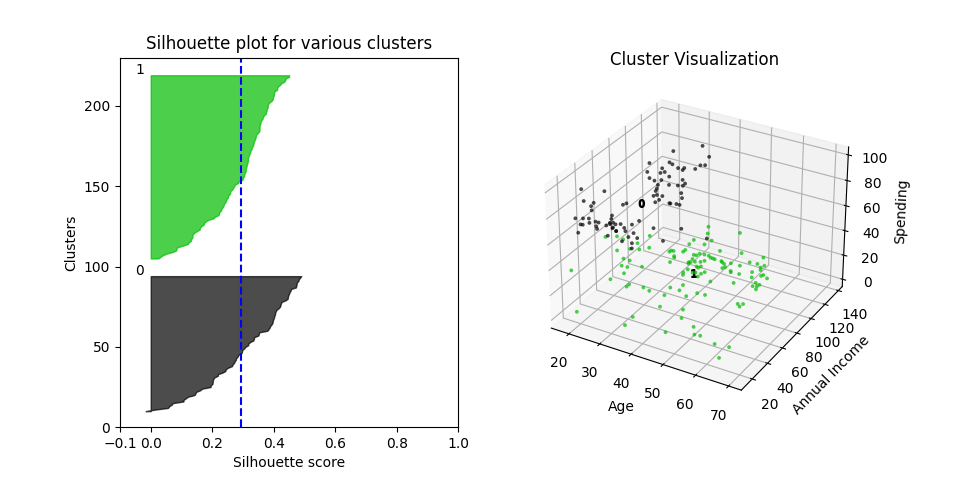 Silhouette plot for various clusters
1
0
Clusters
200
150
100
50
0
−0.1 0.0 0.2 0.4 0.6 0.8 1.0
Silhouette score
Cluster Visualization
0
1
Spending
100
80
60
40
20
0
Annual Income
140
120
100
80
60
40
20
20 30 40 50 60 70
Age